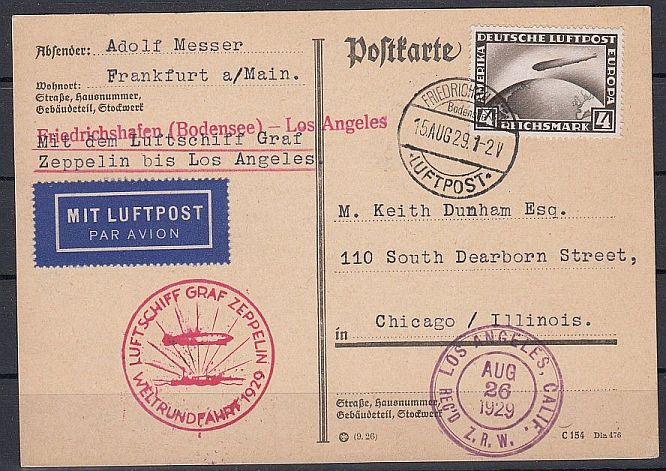 Absender: Adolf Messer
Wohnort: Frankfurt a/Main.
Straße, Hausnummer,
Gebäudeteil, Stockwerk
Friedrichshafen (Bodensee) – Los Angeles
Mit dem Luftschiff Graf
Zeppelin bis Los Angeles
MIT LUFTPOST
PAR AVION
LUFTSCHIFF GRAF ZEPPELIN
WELTRUNDFAHRT 1929
Postkarte
DEUTSCHE LUFTPOST
AMERIKA
EUROPA
4 REICHSMARK 4
FRIEDRICHSHAFEN
15 AUG 29. 1-2 V
•LUFTPOST•
M. Keith Dunham Esq.
110 South Dearborn Street,
in Chicago / Illinois.
LOS ANGELES, CALIF.
AUG
26
1929
REC'D Z. R. W.
Straße, Hausnummer,
Gebäudeteil, Stockwerk
(9. 26)
C 154 Din 476